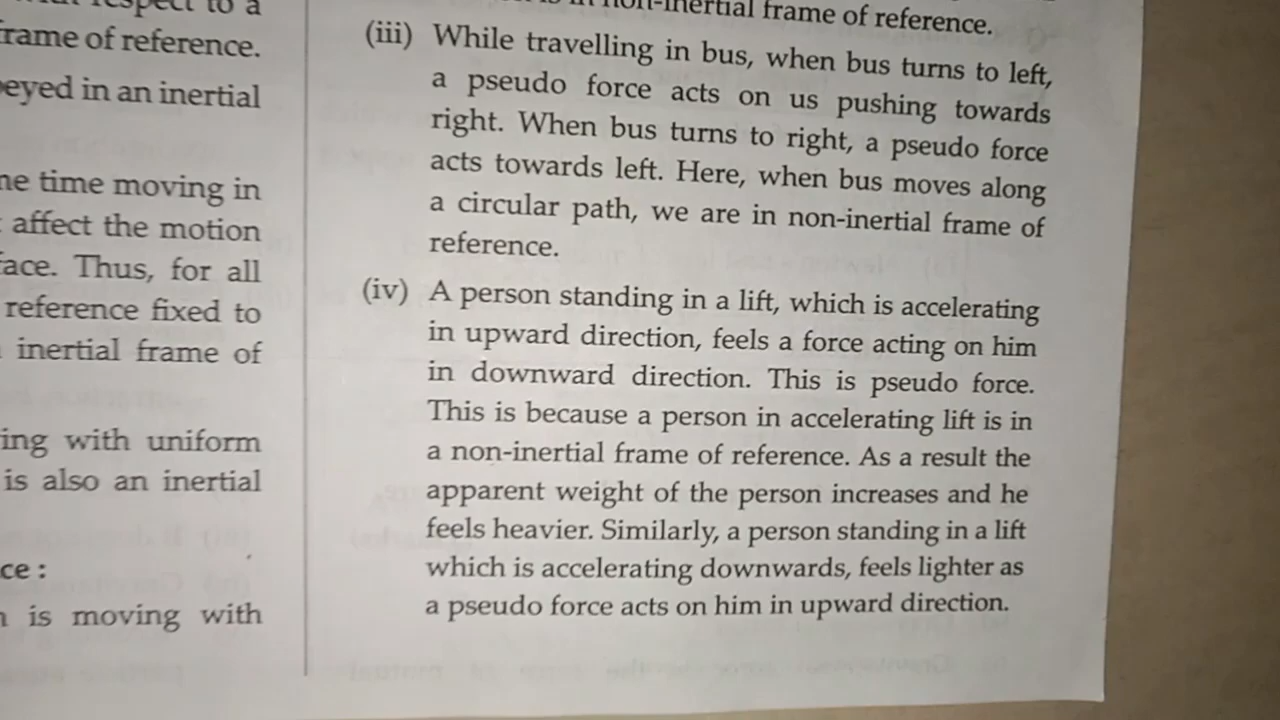 respect to a
frame of reference.
eyed in an inertial
time moving in
affect the motion
face. Thus, for all
reference fixed to
inertial frame of
ing with uniform
is also an inertial
ce :
is moving with
non-inertial frame of reference.
(iii) While travelling in bus, when bus turns to left,
a pseudo force acts on us pushing towards
right. When bus turns to right, a pseudo force
acts towards left. Here, when bus moves along
a circular path, we are in non-inertial frame of
reference.
(iv) A person standing in a lift, which is accelerating
in upward direction, feels a force acting on him
in downward direction. This is pseudo force.
This is because a person in accelerating lift is in
a non-inertial frame of reference. As a result the
apparent weight of the person increases and he
feels heavier. Similarly, a person standing in a lift
which is accelerating downwards, feels lighter as
a pseudo force acts on him in upward direction.